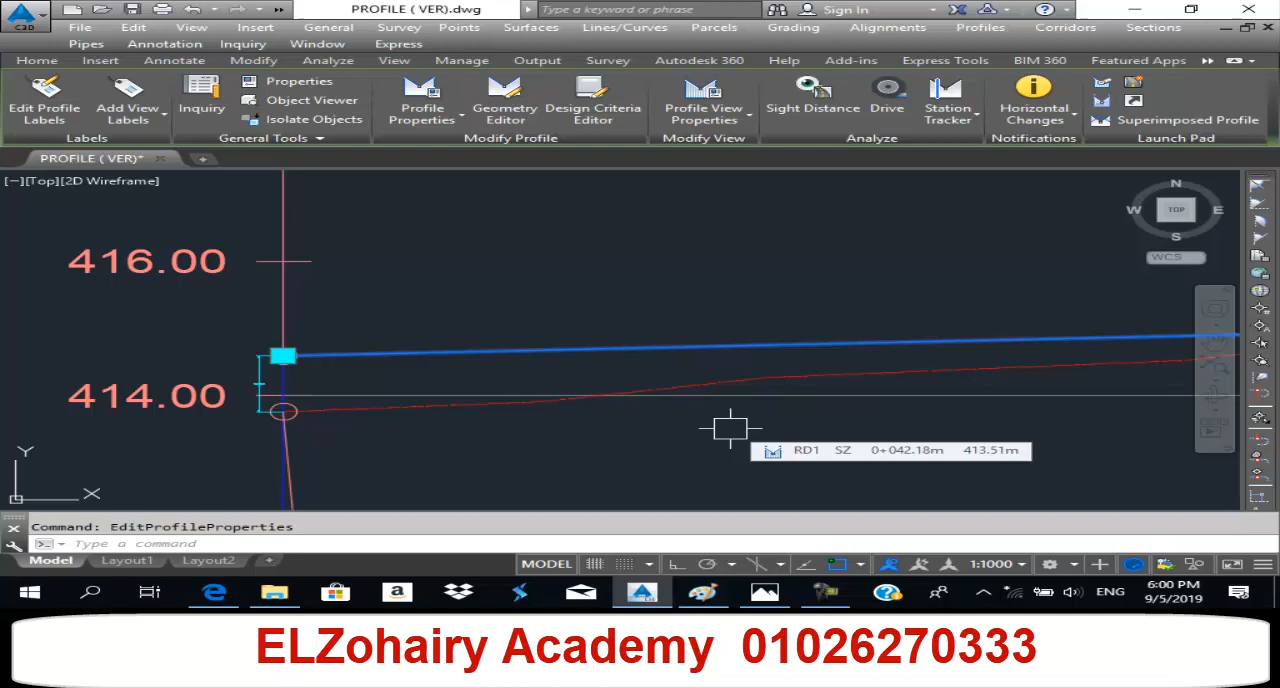 PROFILE ( VER).dwg
Type a keyword or phrase
Sign In
C3D
File Edit View Insert General Survey Points Surfaces Lines/Curves Parcels Grading Alignments Profiles Corridors Sections
Pipes Annotation Inquiry Window Express
Home Insert Annotate Modify Analyze View Manage Output Survey Autodesk 360 Help Add-ins Express Tools BIM 360 Featured Apps
Edit Profile Labels
Add View Labels
Inquiry
Properties
Object Viewer
Isolate Objects
Profile Properties
Geometry Editor
Design Criteria Editor
Profile View Properties
Sight Distance
Drive
Station Tracker
Horizontal Changes
Superimposed Profile
Labels General Tools Modify Profile Modify View Analyze Notifications Launch Pad
PROFILE ( VER)*
[−][Top][2D Wireframe]
N
W TOP E
S
WCS
416.00
414.00
RD1 SZ 0+042.18m 413.51m
Y
X
Command: EditProfileProperties
Type a command
Model Layout1 Layout2
MODEL
1:1000
ENG
6:00 PM
9/5/2019
ELZohairy Academy 01026270333